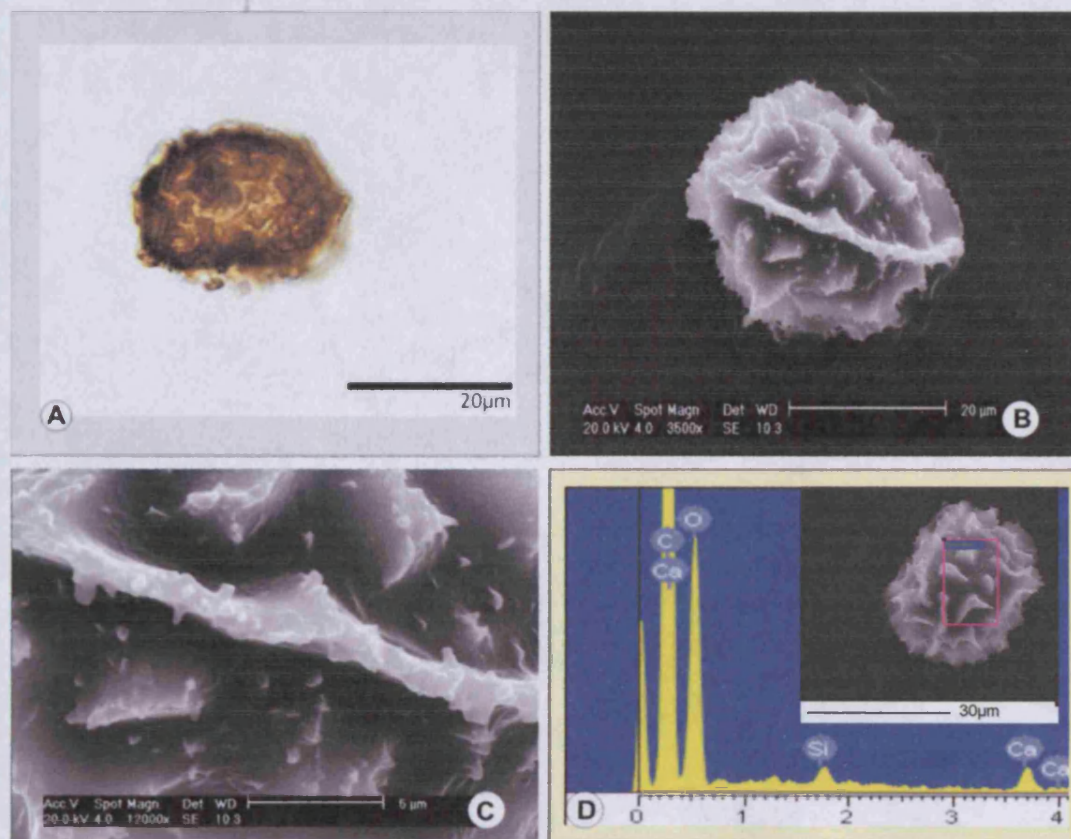 20µm
A
Acc V Spot Magn Det WD 20 µm
20.0 kV 4.0 3500x SE 10 3
B
Acc V Spot Magn Det WD 5 µm
20.0 kV 4.0 12000x SE 10 3
C
C
Ca
O
Si
Ca
Ca
30µm
D
0 1 2 3 4